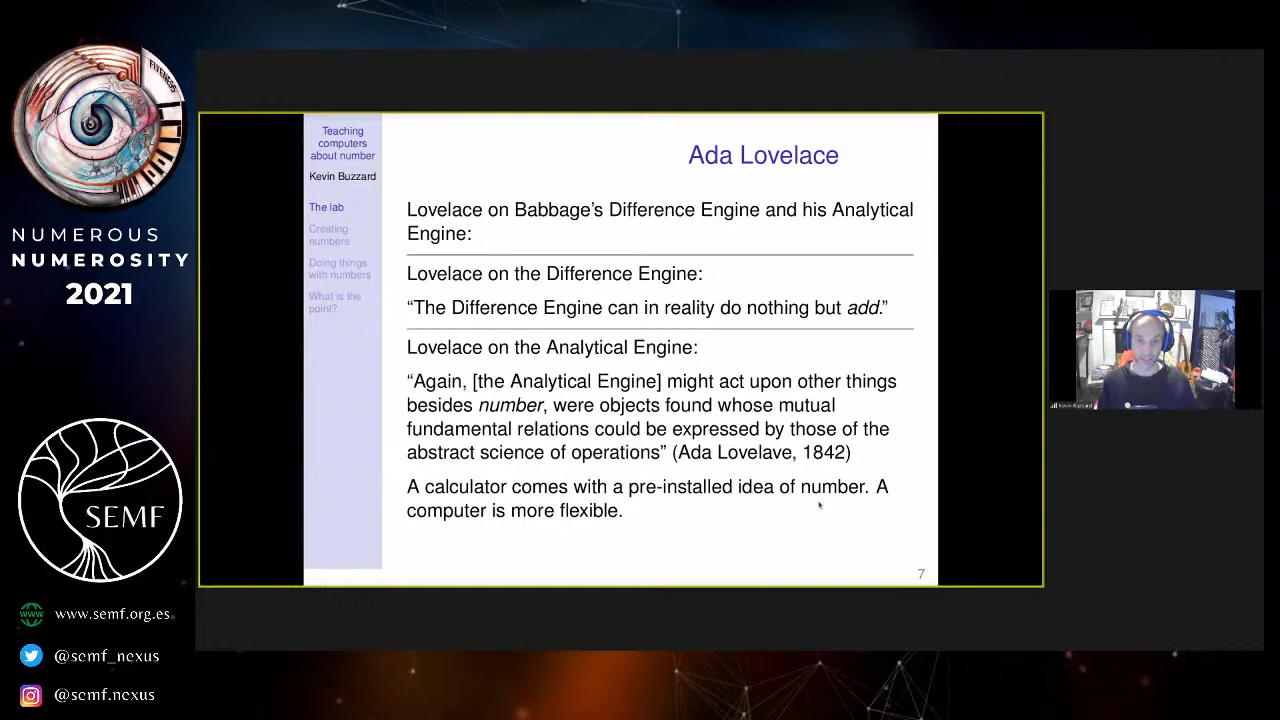 FIVENESS
NUMEROUS
NUMEROSITY
2021
SEMF
www.semf.org.es
@semf_nexus
@semf.nexus
Teaching
computers
about number
Kevin Buzzard
The lab
Creating
numbers
Doing things
with numbers
What is the
point?
Ada Lovelace
Lovelace on Babbage's Difference Engine and his Analytical
Engine:
Lovelace on the Difference Engine:
“The Difference Engine can in reality do nothing but add.”
Lovelace on the Analytical Engine:
“Again, [the Analytical Engine] might act upon other things
besides number, were objects found whose mutual
fundamental relations could be expressed by those of the
abstract science of operations” (Ada Lovelave, 1842)
A calculator comes with a pre-installed idea of number. A
computer is more flexible.
7
Kevin Buzzard